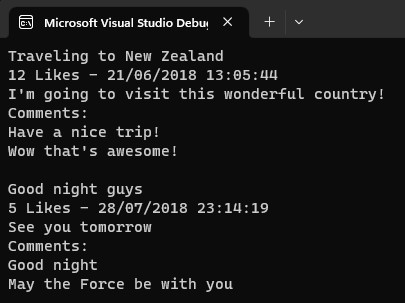 Microsoft Visual Studio Debug
Traveling to New Zealand
12 Likes - 21/06/2018 13:05:44
I'm going to visit this wonderful country!
Comments:
Have a nice trip!
Wow that's awesome!
Good night guys
5 Likes - 28/07/2018 23:14:19
See you tomorrow
Comments:
Good night
May the Force be with you